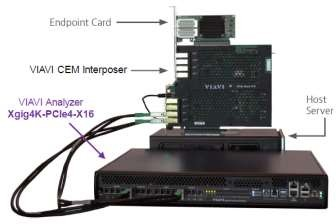 Endpoint Card
VIAVI CEM Interposer
VIAVI
VIAVI Analyzer
Xgig4K-PCIe4-X16
Host
Server